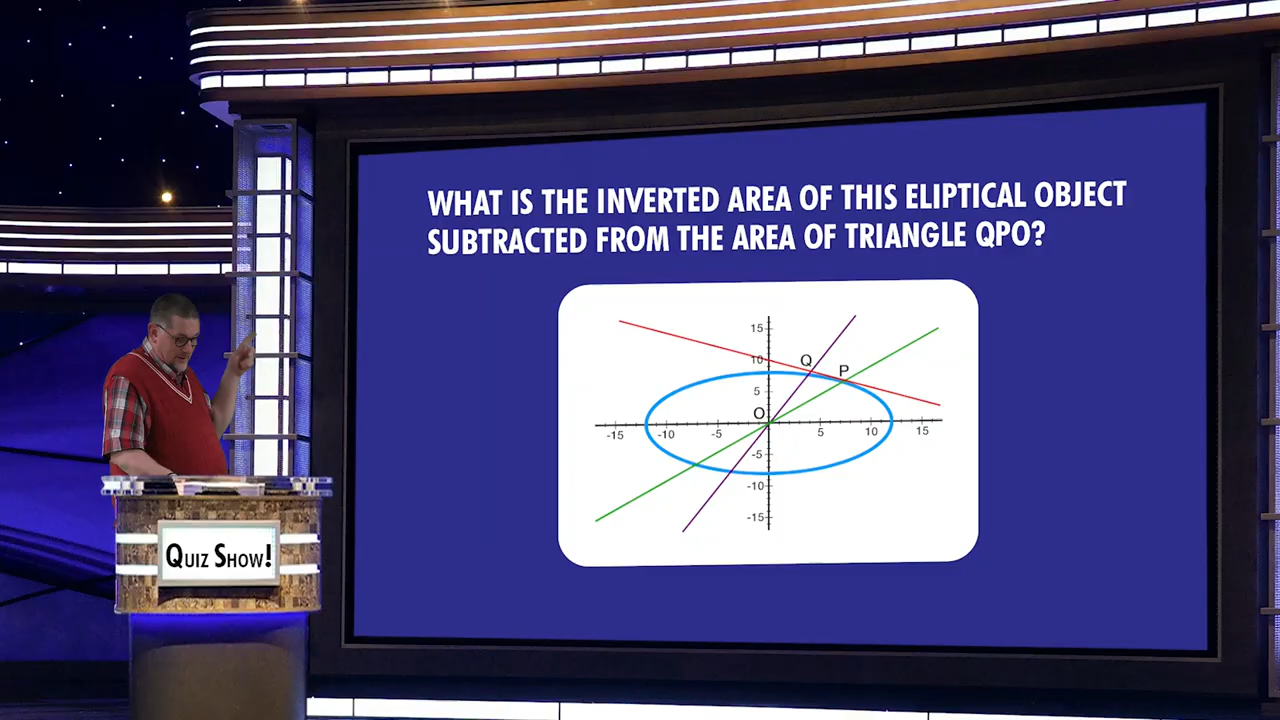 WHAT IS THE INVERTED AREA OF THIS ELIPTICAL OBJECT
SUBTRACTED FROM THE AREA OF TRIANGLE QPO?
15
10
Q
P
5
O
-15
-10
-5
5
10
15
-5
-10
-15
QUIZ SHOW!